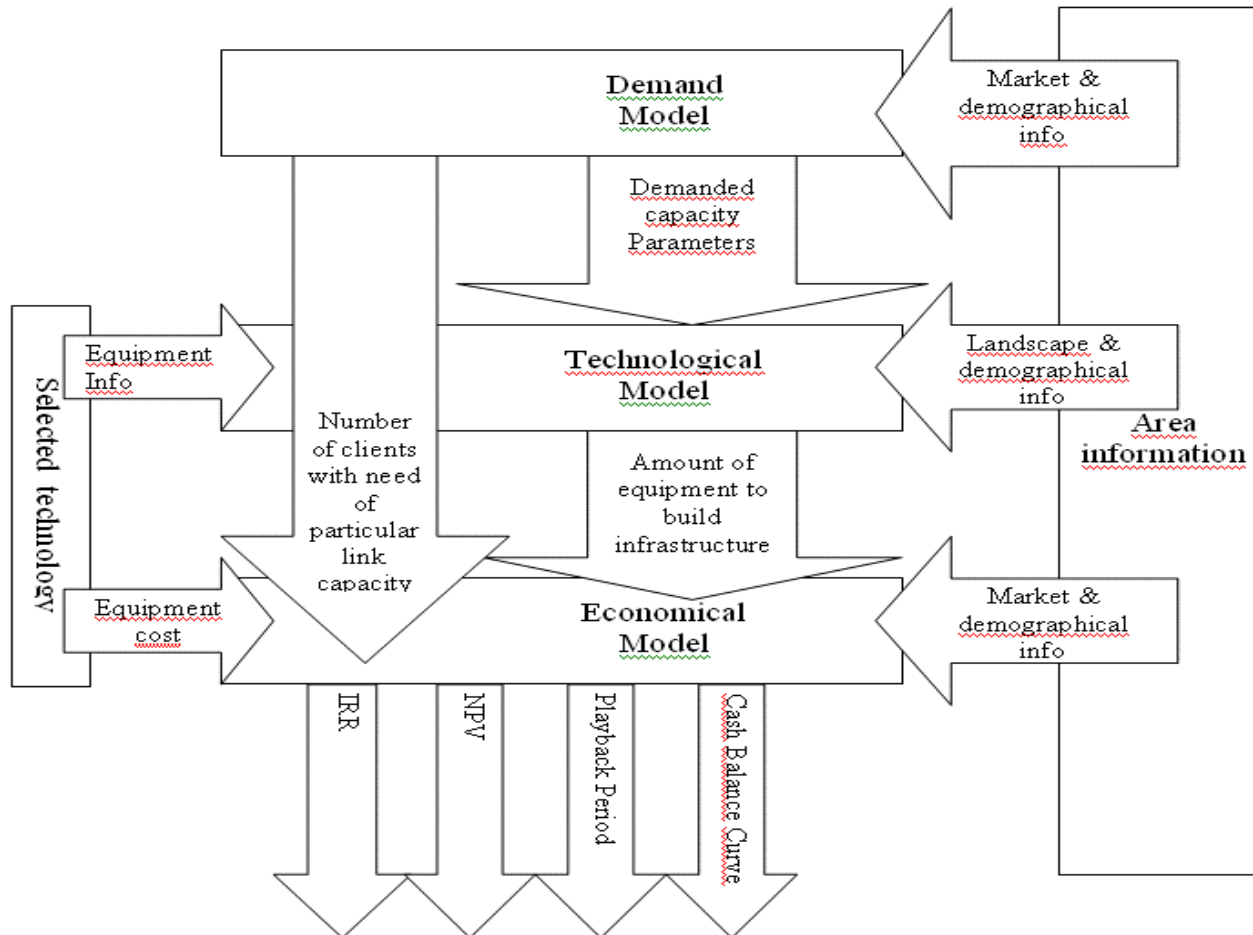 Demand
Model
Market &
demographical
info
Demanded
capacity
Parameters
Selected technology
Equipment
Info
Technological
Model
Landscape &
demographical
info
Area
information
Number
of clients
with need
of
particular
link
capacity
Amount of
equipment to
build
infrastructure
Equipment
cost
Economical
Model
Market &
demographical
info
IRR
NPV
Playback Period
Cash Balance Curve